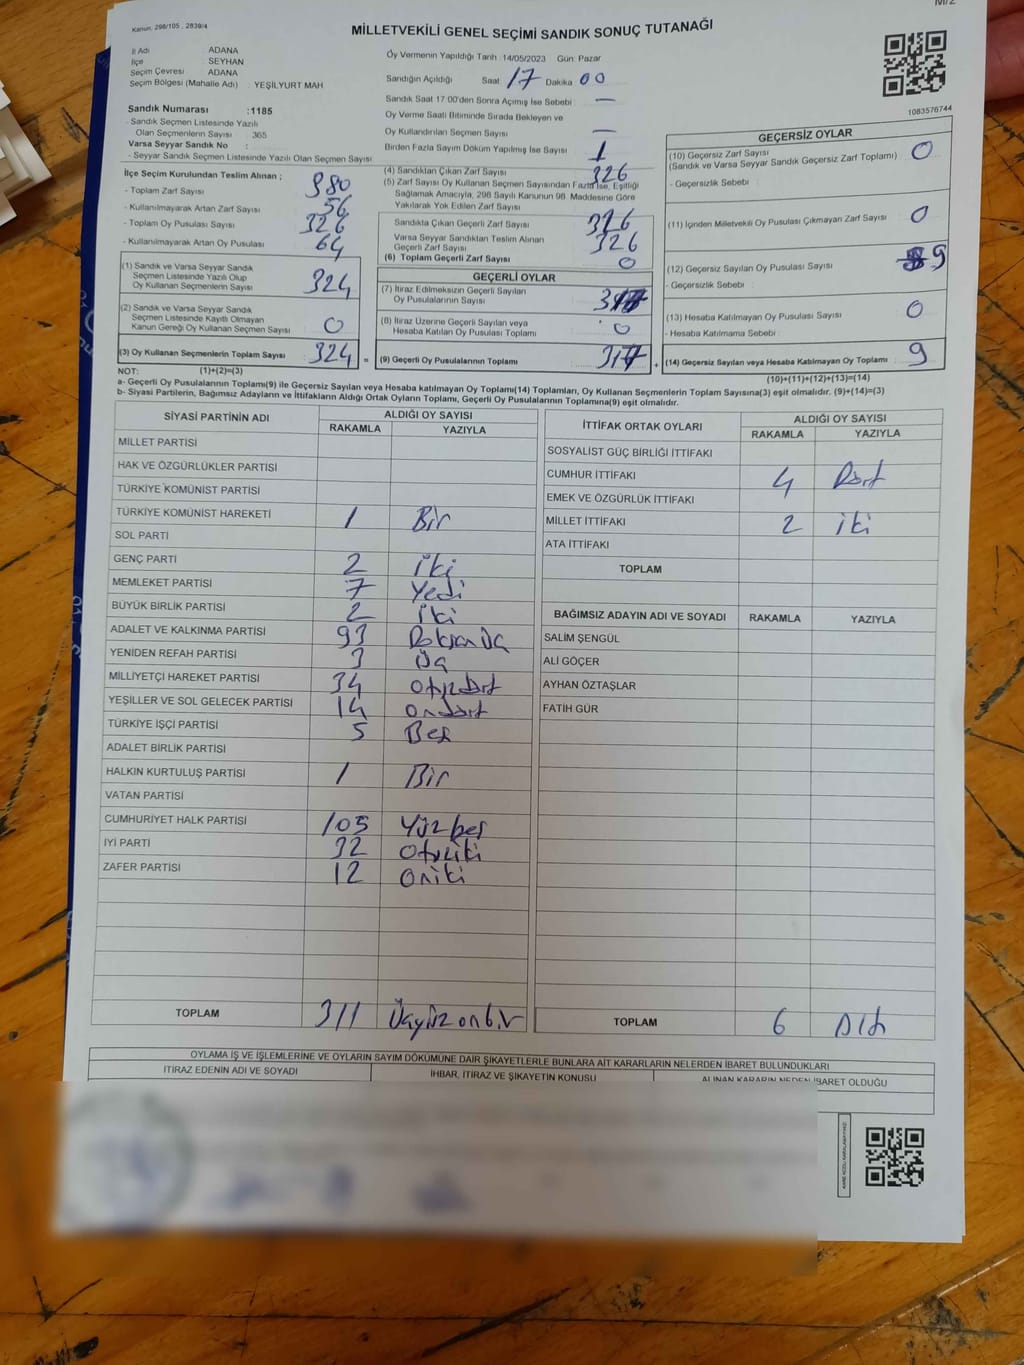 M/2
Kanun. 298/105 , 2839/4
MİLLETVEKİLİ GENEL SEÇİMİ SANDIK SONUÇ TUTANAĞI
İl Adı : ADANA
İlçe : SEYHAN
Seçim Çevresi : ADANA
Seçim Bölgesi (Mahalle Adı) : YEŞİLYURT MAH
Sandık Numarası :1185
- Sandık Seçmen Listesinde Yazılı
Olan Seçmenlerin Sayısı : 365
Varsa Seyyar Sandık No :
- Seyyar Sandık Seçmen Listesinde Yazılı Olan Seçmen Sayısı :
Oy Vermenin Yapıldığı Tarih :14/05/2023 Gün: Pazar
Sandığın Açıldığı Saat 17 Dakika 00
Sandık Saat 17:00'den Sonra Açılmış İse Sebebi : —
Oy Verme Saati Bitiminde Sırada Bekleyen ve
Oy Kullandırılan Seçmen Sayısı : —
Birden Fazla Sayım Döküm Yapılmış İse Sayısı : 1
1083576744
İlçe Seçim Kurulundan Teslim Alınan ;
- Toplam Zarf Sayısı : 380
- Kullanılmayarak Artan Zarf Sayısı : 56
- Toplam Oy Pusulası Sayısı : 326
- Kullanılmayarak Artan Oy Pusulası : 64
(1) Sandık ve Varsa Seyyar Sandık
Seçmen Listesinde Yazılı Olup
Oy Kullanan Seçmenlerin Sayısı : 324
(2) Sandık ve Varsa Seyyar Sandık
Seçmen Listesinde Kayıtlı Olmayan
Kanun Gereği Oy Kullanan Seçmen Sayısı : 0
(3) Oy Kullanan Seçmenlerin Toplam Sayısı : 324 =
(4) Sandıktan Çıkan Zarf Sayısı : 326
(5) Zarf Sayısı Oy Kullanan Seçmen Sayısından Fazla İse, Eşitliği
Sağlamak Amacıyla, 298 Sayılı Kanunun 98. Maddesine Göre
Yakılarak Yok Edilen Zarf Sayısı :
Sandıkta Çıkan Geçerli Zarf Sayısı : 326
Varsa Seyyar Sandıktan Teslim Alınan
Geçerli Zarf Sayısı : 326
(6) Toplam Geçerli Zarf Sayısı : 0
GEÇERLİ OYLAR
(7) İtiraz Edilmeksizin Geçerli Sayılan
Oy Pusulalarının Sayısı :
(8) İtiraz Üzerine Geçerli Sayılan veya
Hesaba Katılan Oy Pusulası Toplamı : 0
(9) Geçerli Oy Pusulalarının Toplamı : 317 +
GEÇERSİZ OYLAR
(10) Geçersiz Zarf Sayısı : 0
(Sandık ve Varsa Seyyar Sandık Geçersiz Zarf Toplamı)
- Geçersizlik Sebebi :
(11) İçinden Milletvekili Oy Pusulası Çıkmayan Zarf Sayısı : 0
(12) Geçersiz Sayılan Oy Pusulası Sayısı : 9
- Geçersizlik Sebebi :
(13) Hesaba Katılmayan Oy Pusulası Sayısı : 0
- Hesaba Katılmama Sebebi :
(14) Geçersiz Sayılan veya Hesaba Katılmayan Oy Toplamı : 9
NOT: (1)+(2)=(3) (10)+(11)+(12)+(13)=(14)
a- Geçerli Oy Pusulalarının Toplamı(9) ile Geçersiz Sayılan veya Hesaba katılmayan Oy Toplamı(14) Toplamları, Oy Kullanan Seçmenlerin Toplam Sayısına(3) eşit olmalıdır. (9)+(14)=(3)
b- Siyasi Partilerin, Bağımsız Adayların ve İttifakların Aldığı Ortak Oyların Toplamı, Geçerli Oy Pusulalarının Toplamına(9) eşit olmalıdır.
SİYASİ PARTİNİN ADI ALDIĞI OY SAYISI
RAKAMLA YAZIYLA
MİLLET PARTİSİ
HAK VE ÖZGÜRLÜKLER PARTİSİ
TÜRKİYE KOMÜNİST PARTİSİ
TÜRKİYE KOMÜNİST HAREKETİ 1 Bir
SOL PARTİ
GENÇ PARTİ 2 iki
MEMLEKET PARTİSİ 7 Yedi
BÜYÜK BİRLİK PARTİSİ 2 iki
ADALET VE KALKINMA PARTİSİ 93 Doksan Üç
YENİDEN REFAH PARTİSİ 3 Üç
MİLLİYETÇİ HAREKET PARTİSİ 34 otuzdört
YEŞİLLER VE SOL GELECEK PARTİSİ 14 ondört
TÜRKİYE İŞÇİ PARTİSİ 5 Beş
ADALET BİRLİK PARTİSİ
HALKIN KURTULUŞ PARTİSİ 1 Bir
VATAN PARTİSİ
CUMHURİYET HALK PARTİSİ 105 Yüzbeş
İYİ PARTİ 32 otuziki
ZAFER PARTİSİ 12 oniki
TOPLAM 311 Üçyüzonbir
İTTİFAK ORTAK OYLARI ALDIĞI OY SAYISI
RAKAMLA YAZIYLA
SOSYALİST GÜÇ BİRLİĞİ İTTİFAKI
CUMHUR İTTİFAKI 4 Dört
EMEK VE ÖZGÜRLÜK İTTİFAKI
MİLLET İTTİFAKI 2 iki
ATA İTTİFAKI
TOPLAM
BAĞIMSIZ ADAYIN ADI VE SOYADI RAKAMLA YAZIYLA
SALİM ŞENGÜL
ALİ GÖÇER
AYHAN ÖZTAŞLAR
FATİH GÜR
TOPLAM 6 Altı
OYLAMA İŞ VE İŞLEMLERİNE VE OYLARIN SAYIM DÖKÜMÜNE DAİR ŞİKAYETLERLE BUNLARA AİT KARARLARIN NELERDEN İBARET BULUNDUKLARI
İTİRAZ EDENİN ADI VE SOYADI İHBAR, İTİRAZ VE ŞİKAYETİN KONUSU ALINAN KARARIN NEDEN İBARET OLDUĞU